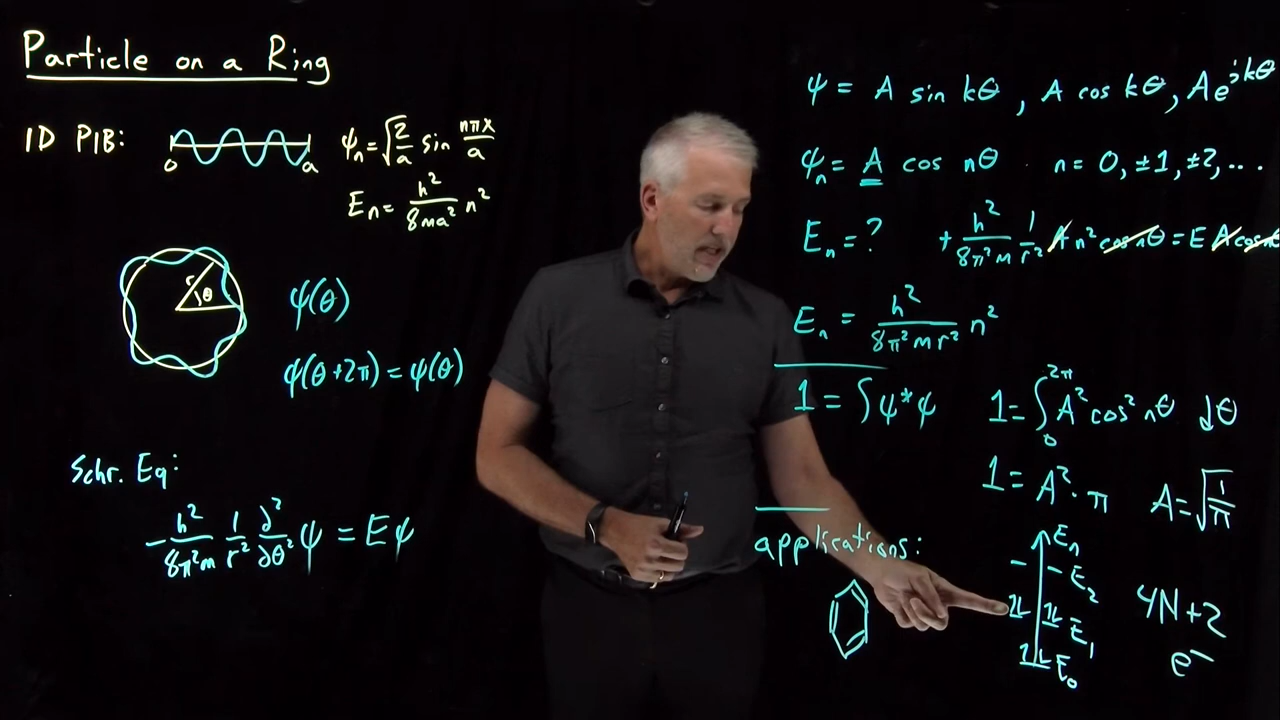 Particle on a Ring
1D PIB: 0 a ψₙ = √(2/a) sin nπx/a
Eₙ = h²/8ma² n²
r θ
ψ(θ)
ψ(θ+2π) = ψ(θ)
Schr. Eq:
-h²/8π²m 1/r² ∂²/∂θ² ψ = Eψ
ψ = A sin kθ, A cos kθ, Ae^{ikθ}
ψₙ = A cos nθ n = 0, ±1, ±2, ...
Eₙ = ? +h²/8π²m 1/r² A n² cos nθ = E A cos
Eₙ = h²/8π²mr² n²
1 = ∫ψ*ψ 1 = ∫₀^{2π} A² cos² nθ dθ
1 = A²·π A = √(1/π)
applications:
Eₙ
E₂
E₁
E₀
4N+2
e⁻